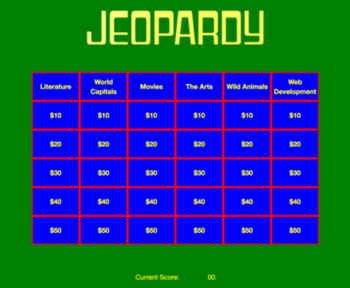 JEOPARDY
Literature World Capitals Movies The Arts Wild Animals Web Development
$10 $10 $10 $10 $10 $10
$20 $20 $20 $20 $20 $20
$30 $30 $30 $30 $30 $30
$40 $40 $40 $40 $40 $40
$50 $50 $50 $50 $50 $50
Current Score: 00